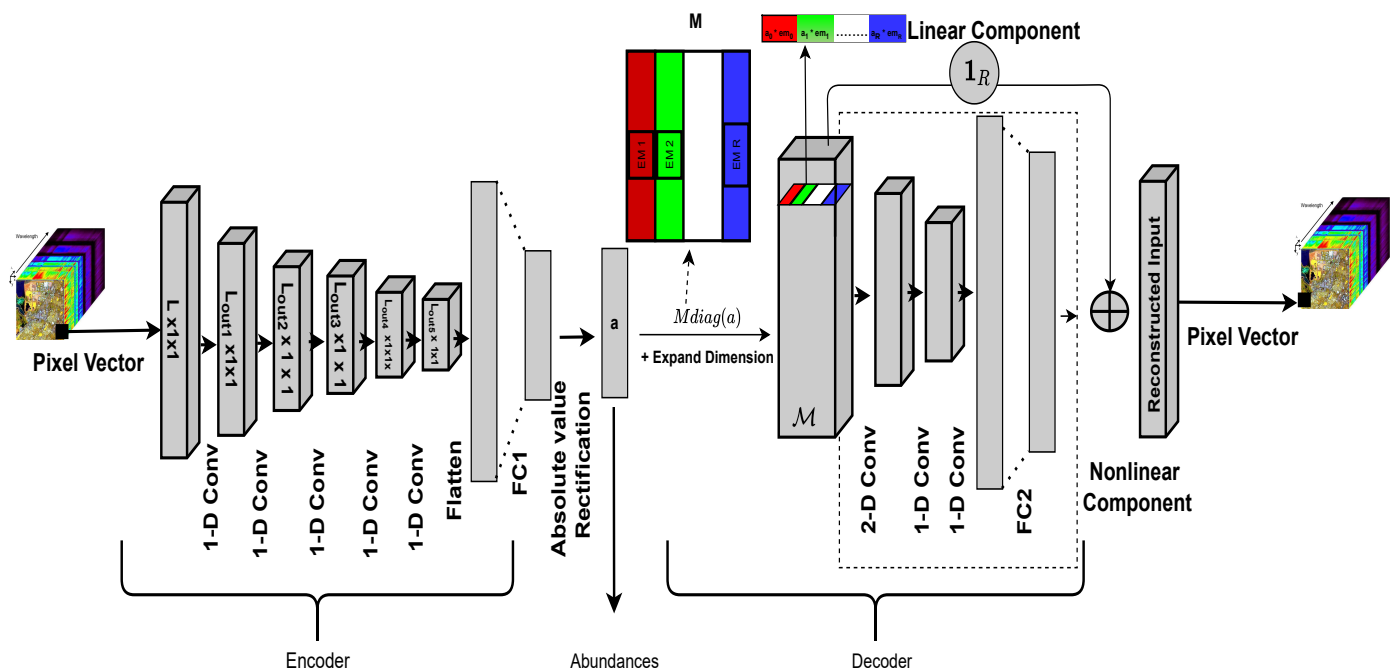 M
a₀ * em₀
a₁ * em₁
.........
a_R * em_R
Linear Component
1_R
EM 1
EM 2
EM R
Wavelength
Pixel Vector
L x1x1
L_out1 x1x1
L_out2 x 1 x 1
L_out3 x1 x 1
L_out4 x1x1x
L_out5 x 1x1
1-D Conv
1-D Conv
1-D Conv
1-D Conv
1-D Conv
Flatten
FC1
Absolute value
Rectification
a
Mdiag(a)
+ Expand Dimension
ℳ
2-D Conv
1-D Conv
1-D Conv
FC2
Nonlinear
Component
Reconstructed Input
Wavelength
Pixel Vector
Encoder
Abundances
Decoder